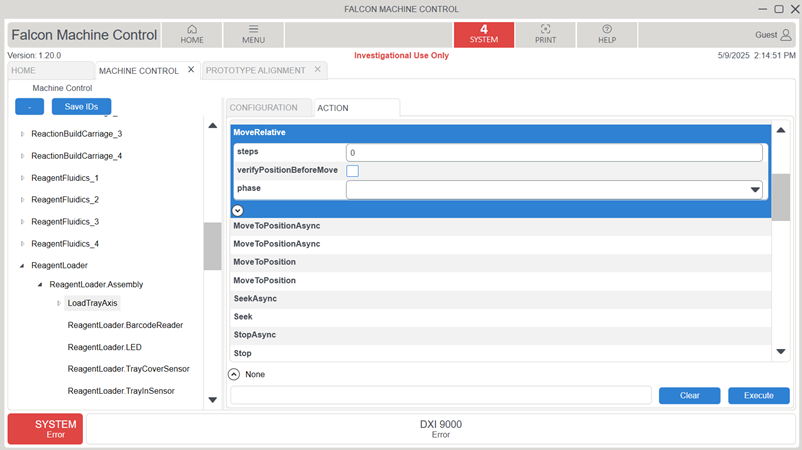 FALCON MACHINE CONTROL
Falcon Machine Control
HOME
MENU
4
SYSTEM
PRINT
HELP
Guest
Version: 1.20.0
Investigational Use Only
5/9/2025 2:14:51 PM
HOME
MACHINE CONTROL
PROTOTYPE ALIGNMENT
Machine Control
-
Save IDs
ReactionBuildCarriage_3
ReactionBuildCarriage_4
ReagentFluidics_1
ReagentFluidics_2
ReagentFluidics_3
ReagentFluidics_4
ReagentLoader
ReagentLoader.Assembly
LoadTrayAxis
ReagentLoader.BarcodeReader
ReagentLoader.LED
ReagentLoader.TrayCoverSensor
ReagentLoader.TrayInSensor
CONFIGURATION
ACTION
MoveRelative
steps
0
verifyPositionBeforeMove
phase
MoveToPositionAsync
MoveToPositionAsync
MoveToPosition
MoveToPosition
SeekAsync
Seek
StopAsync
Stop
None
Clear
Execute
SYSTEM
Error
DXI 9000
Error